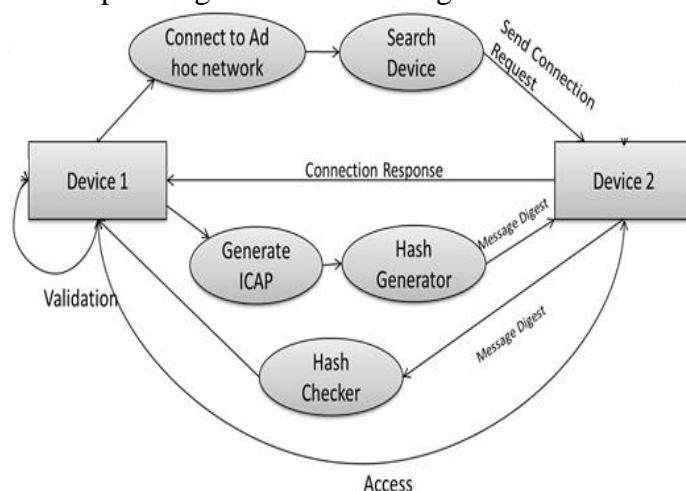 Connect to Ad
hoc network
Search
Device
Send Connection
Request
Device 1
Connection Response
Device 2
Generate
ICAP
Hash
Generator
Message Digest
Validation
Hash
Checker
Message Digest
Access